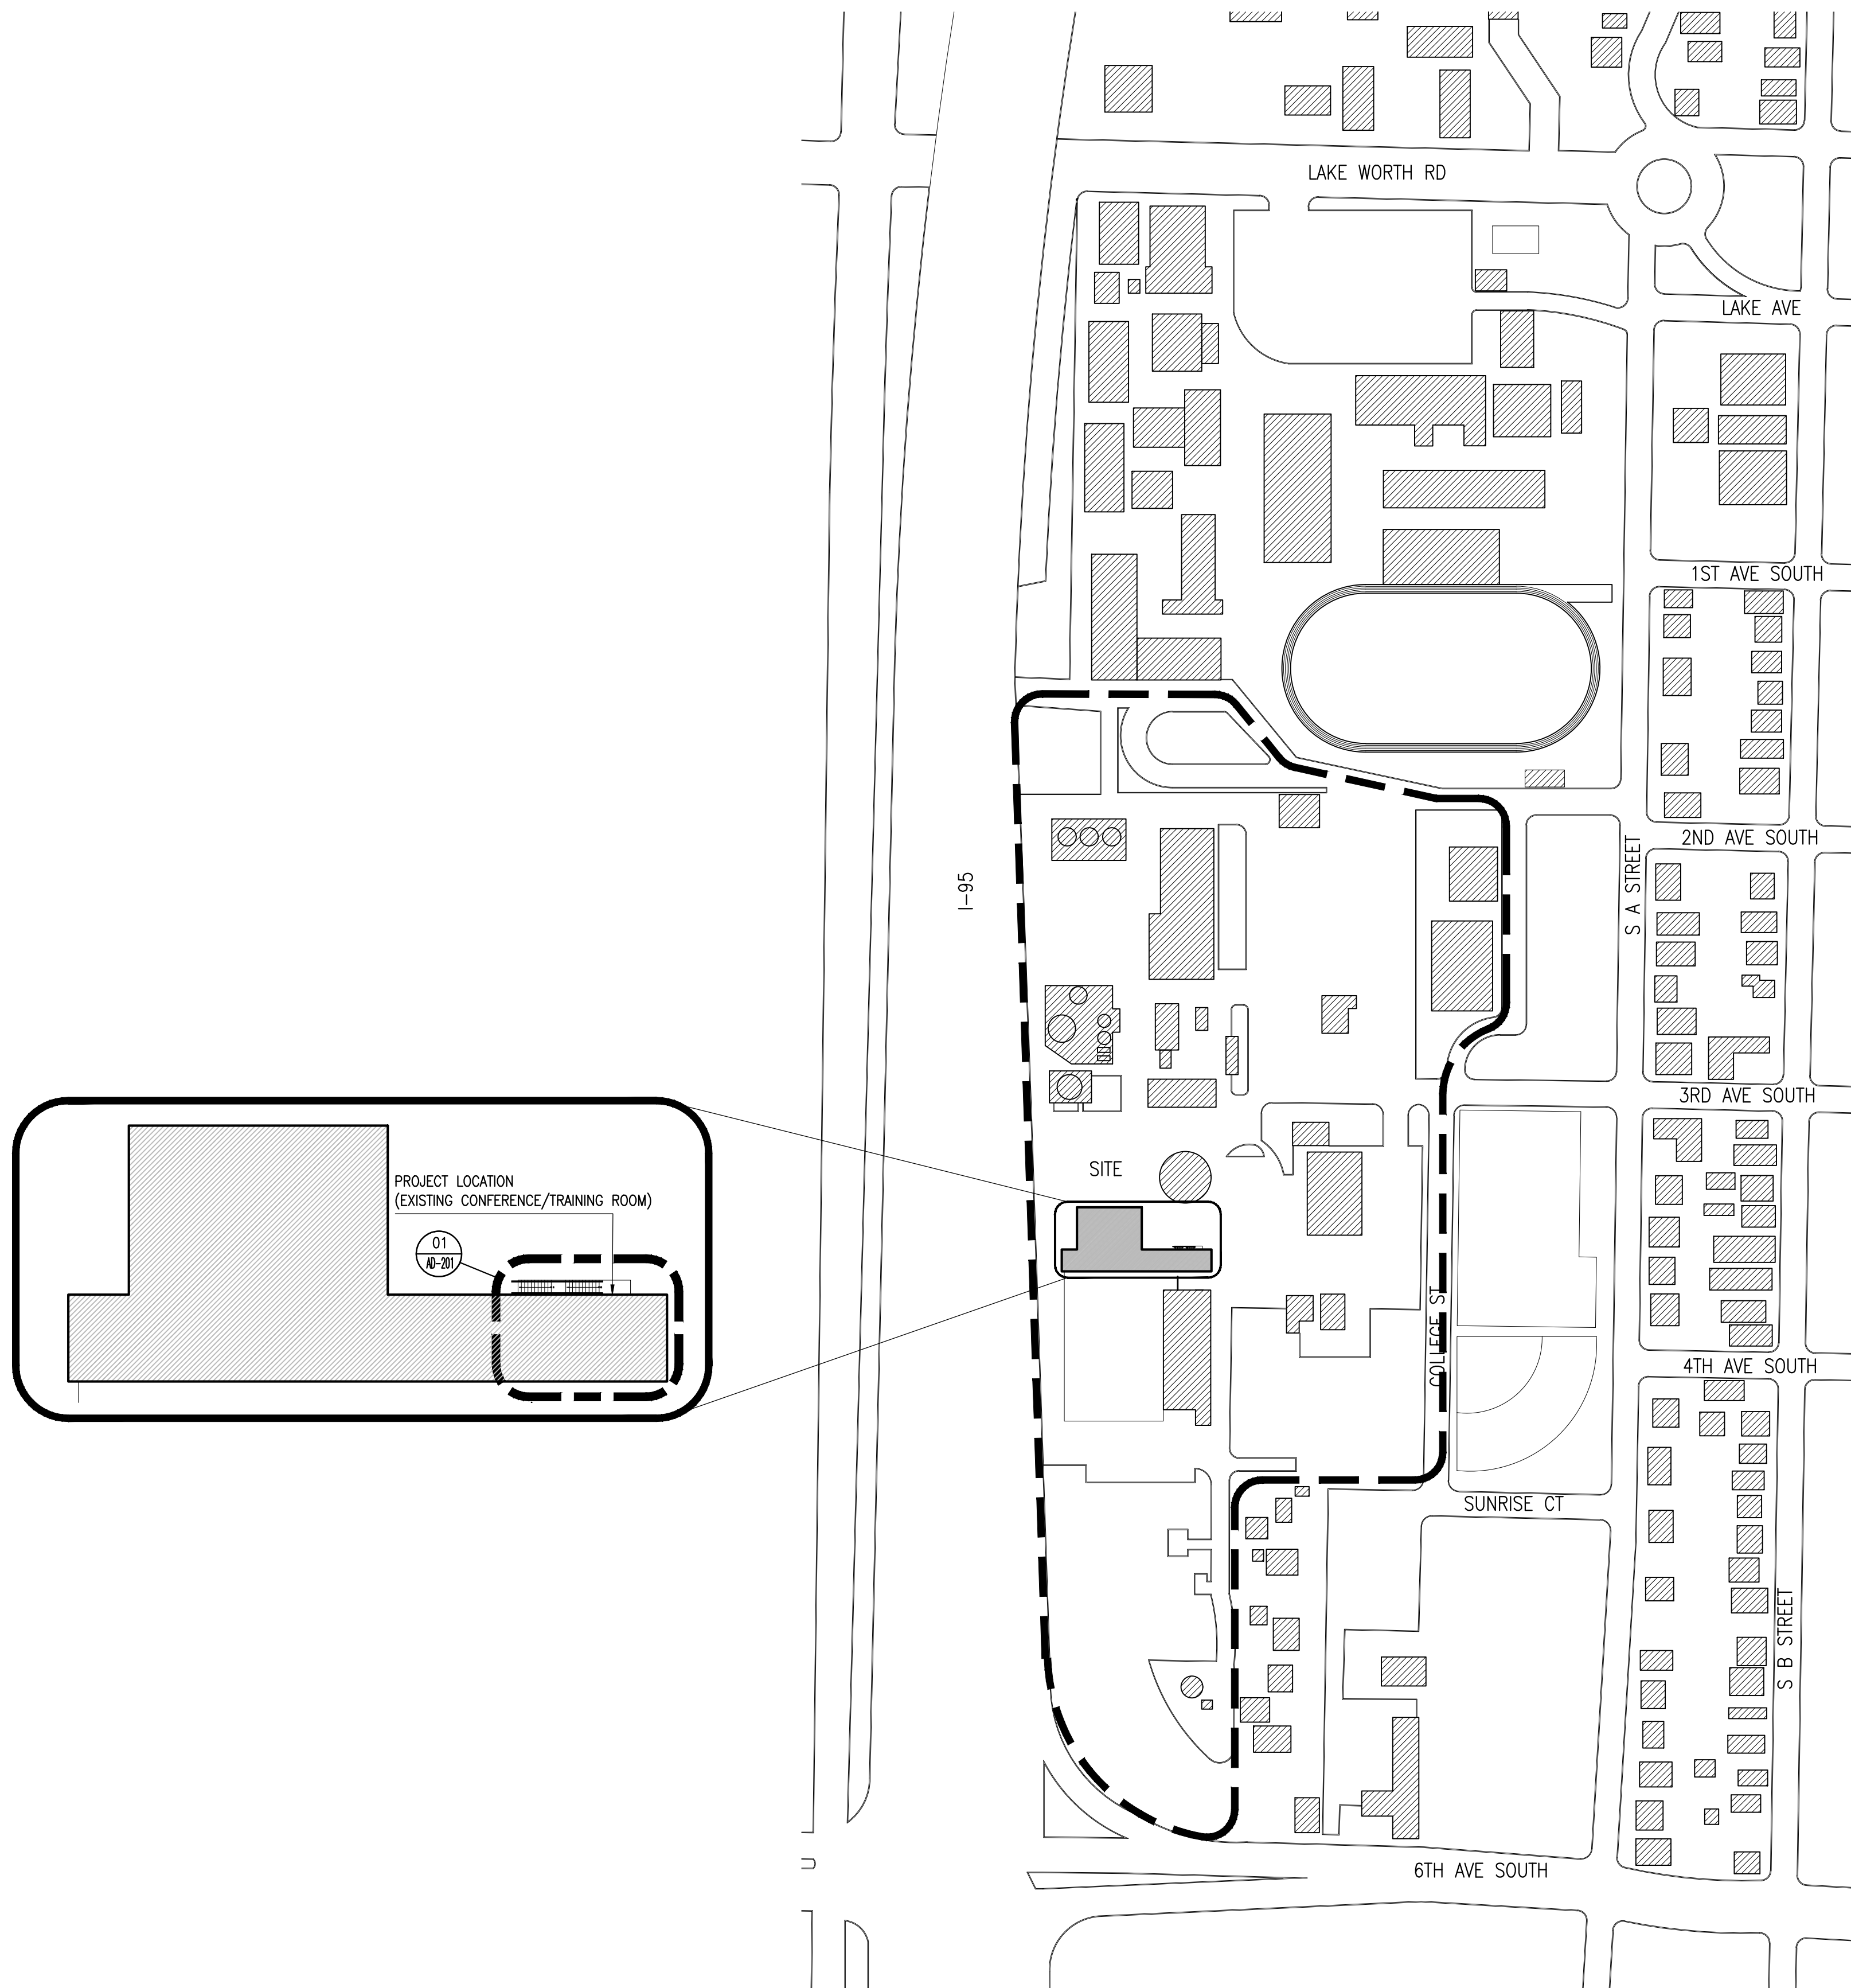 LAKE WORTH RD
LAKE AVE
1ST AVE SOUTH
2ND AVE SOUTH
S A STREET
I-95
3RD AVE SOUTH
SITE
PROJECT LOCATION
(EXISTING CONFERENCE/TRAINING ROOM)
01
AD-201
COLLEGE ST
4TH AVE SOUTH
SUNRISE CT
S B STREET
6TH AVE SOUTH